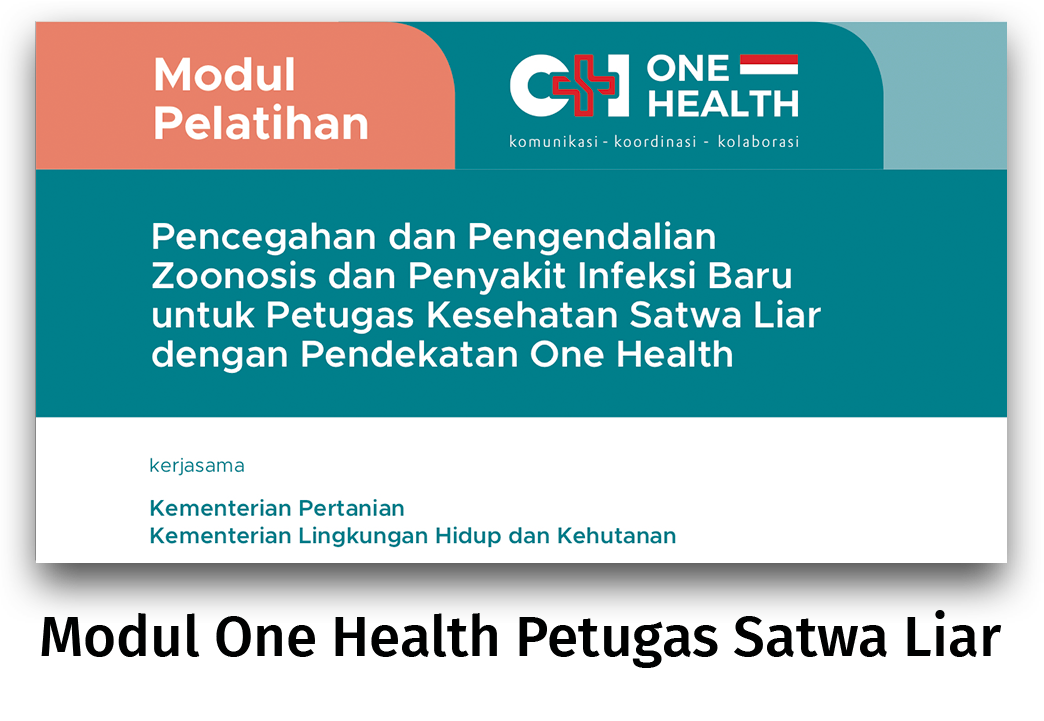 Modul
Pelatihan
OH ONE
HEALTH
komunikasi - koordinasi - kolaborasi
Pencegahan dan Pengendalian
Zoonosis dan Penyakit Infeksi Baru
untuk Petugas Kesehatan Satwa Liar
dengan Pendekatan One Health
kerjasama
Kementerian Pertanian
Kementerian Lingkungan Hidup dan Kehutanan
Modul One Health Petugas Satwa Liar